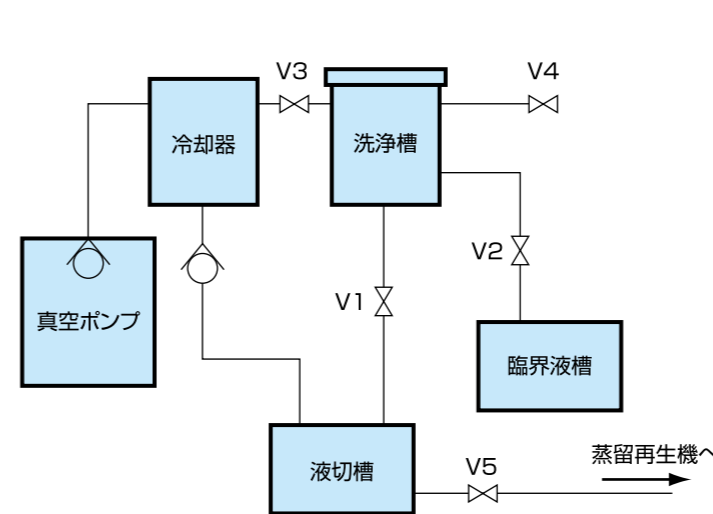 V3
V4
冷却器
洗浄槽
V2
V1
真空ポンプ
臨界液槽
液切槽
V5
蒸留再生機へ